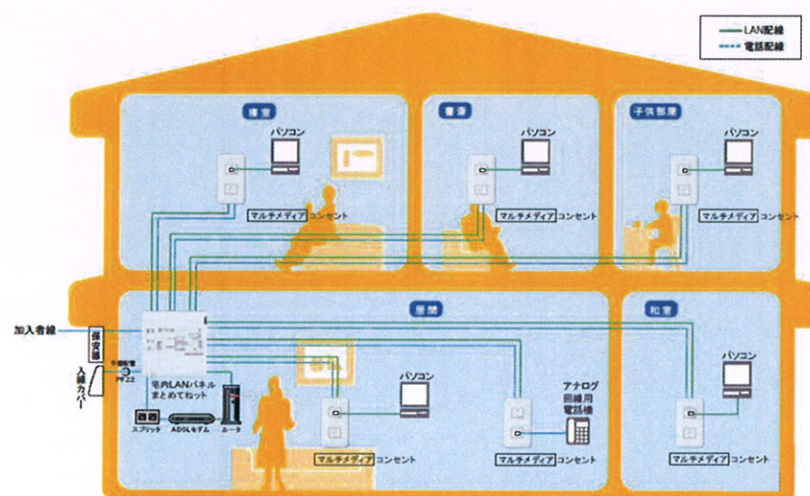 LAN配線
電話配線
寝室
書斎
子供部屋
パソコン
パソコン
パソコン
マルチメディア コンセント
マルチメディア コンセント
マルチメディア コンセント
居間
和室
加入者線
保安器
予備配管
PF22
入線カバー
宅内LANパネル
まとめてネット
スプリッタ
ADSLモデム
ルータ
パソコン
アナログ
回線用
電話機
パソコン
マルチメディア コンセント
マルチメディア コンセント
マルチメディア コンセント